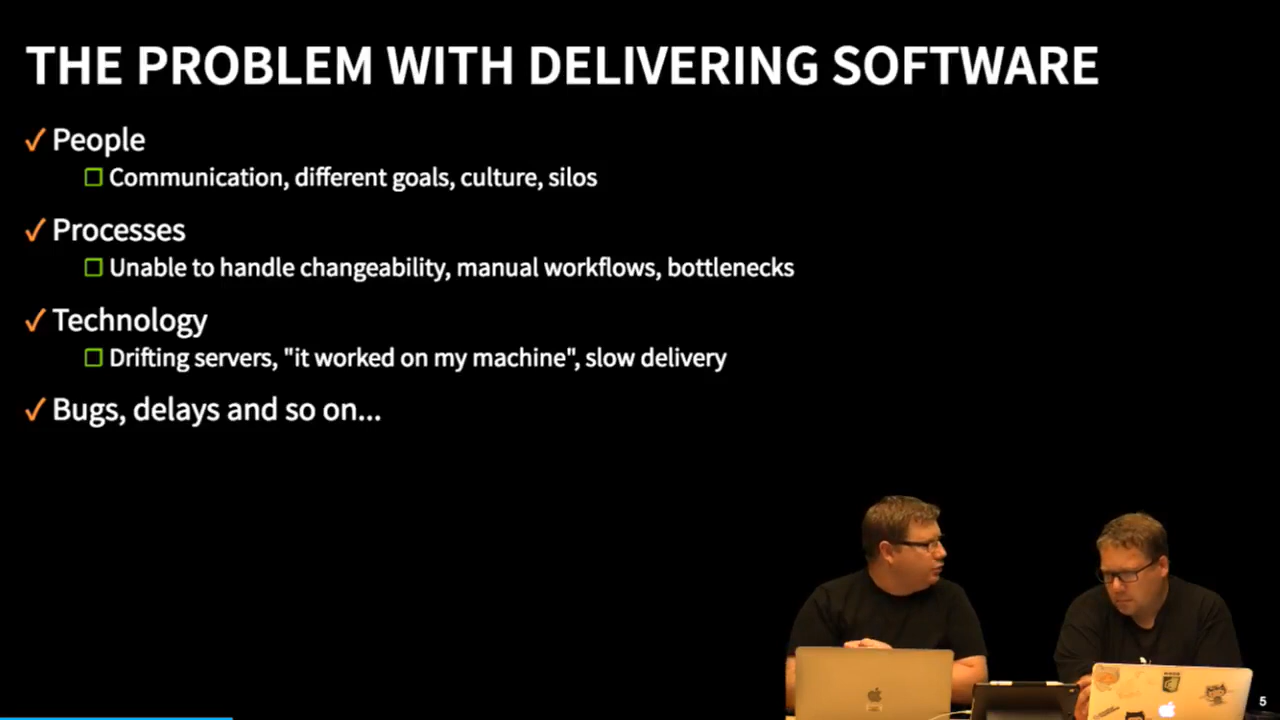 THE PROBLEM WITH DELIVERING SOFTWARE
✓ People
☐ Communication, different goals, culture, silos
✓ Processes
☐ Unable to handle changeability, manual workflows, bottlenecks
✓ Technology
☐ Drifting servers, "it worked on my machine", slow delivery
✓ Bugs, delays and so on...
5